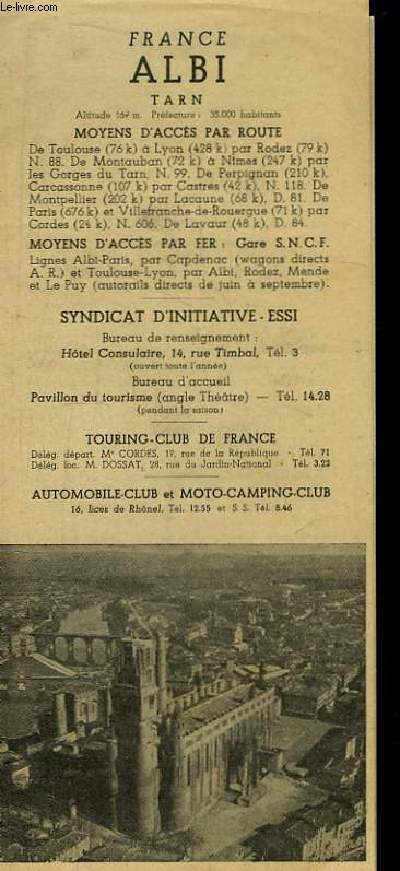 Le-livre.com
FRANCE
ALBI
TARN
Altitude 169 m. Préfecture : 35.000 habitants
MOYENS D'ACCÈS PAR ROUTE
De Toulouse (76 k) à Lyon (428 k) par Rodez (79 k)
N. 88. De Montauban (72 k) à Nîmes (247 k) par
les Gorges du Tarn, N. 99. De Perpignan (210 k),
Carcassonne (107 k) par Castres (42 k), N. 118. De
Montpellier (202 k) par Lacaune (68 k), D. 81. De
Paris (676 k) et Villefranche-de-Rouergue (71 k) par
Cordes (24 k), N. 606. De Lavaur (48 k), D. 84.
MOYENS D'ACCÈS PAR FER : Gare S.N.C.F.
Lignes Albi-Paris, par Capdenac (wagons directs
A. R.) et Toulouse-Lyon, par Albi, Rodez, Mende
et Le Puy (autorails directs de juin à septembre).
SYNDICAT D'INITIATIVE - ESSI
Bureau de renseignement :
Hôtel Consulaire, 14, rue Timbal, Tél. 3
(ouvert toute l'année)
Bureau d'accueil
Pavillon du tourisme (angle Théâtre) — Tél. 14.28
(pendant la saison)
TOURING-CLUB DE FRANCE
Délég. départ. Me CORDES, 19, rue de la République - Tél. 71
Délég. loc. M. DOSSAT, 28, rue du Jardin-National - Tél. 3.22
AUTOMOBILE-CLUB et MOTO-CAMPING-CLUB
16, lices de Rhônel, Tél. 12.55 et S. S. Tél. 8.46